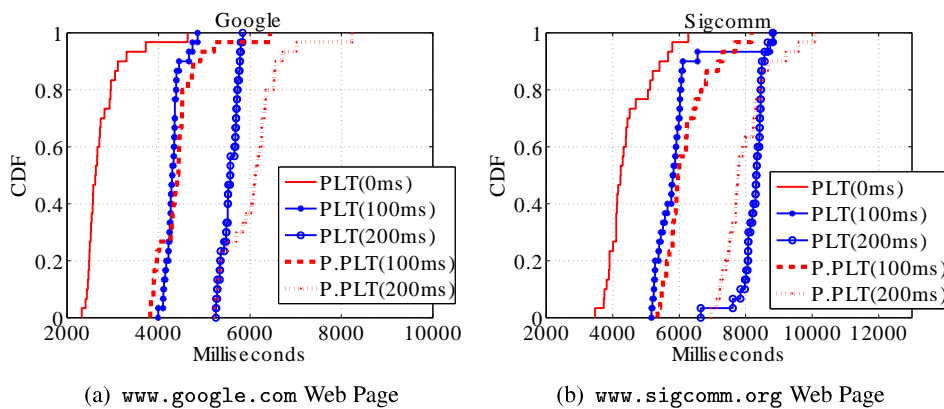 Google
CDF
1
0.8
0.6
0.4
0.2
0
2000 4000 6000 8000 10000
Milliseconds
PLT(0ms)
PLT(100ms)
PLT(200ms)
P.PLT(100ms)
P.PLT(200ms)
(a) www.google.com Web Page
Sigcomm
CDF
1
0.8
0.6
0.4
0.2
0
2000 4000 6000 8000 10000 12000
Milliseconds
PLT(0ms)
PLT(100ms)
PLT(200ms)
P.PLT(100ms)
P.PLT(200ms)
(b) www.sigcomm.org Web Page